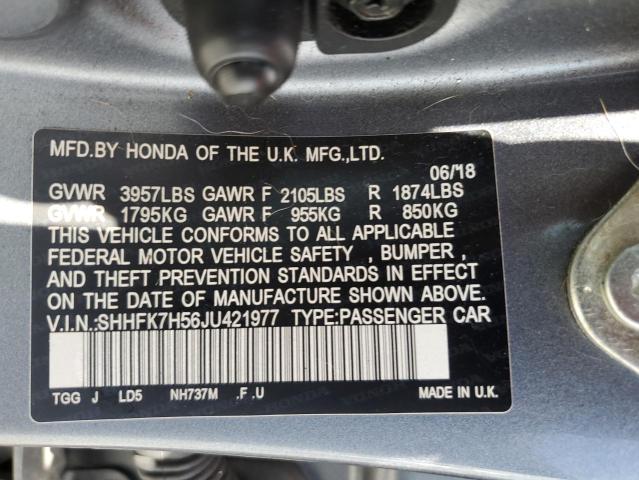 MFD.BY HONDA OF THE U.K. MFG.,LTD.
06/'18
GVWR 3957LBS GAWR F 2105LBS R 1874LBS
GVWR 1795KG GAWR F 955KG R 850KG
THIS VEHICLE CONFORMS TO ALL APPLICABLE
FEDERAL MOTOR VEHICLE SAFETY , BUMPER ,
AND THEFT PREVENTION STANDARDS IN EFFECT
ON THE DATE OF MANUFACTURE SHOWN ABOVE.
V.I.N.:SHHFK7H56JU421977 TYPE:PASSENGER CAR
TGG J LD5 NH737M .F .U MADE IN U.K.